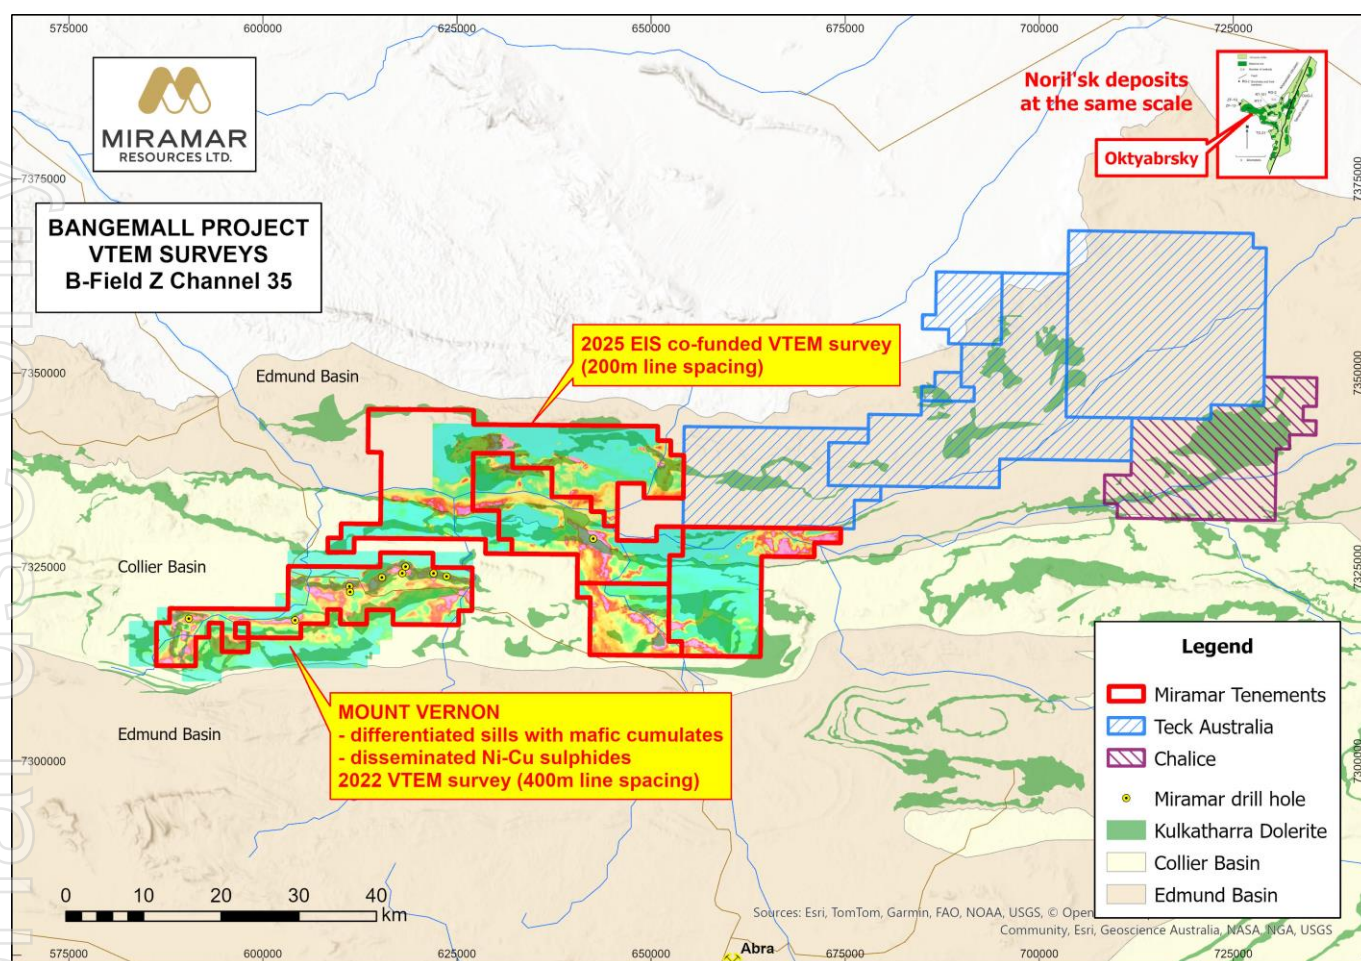 575000 600000 625000 650000 675000 700000 725000
MIRAMAR
RESOURCES LTD.
Noril'sk deposits
at the same scale
Oktyabrsky
7375000
7375000
BANGEMALL PROJECT
VTEM SURVEYS
B-Field Z Channel 35
2025 EIS co-funded VTEM survey
(200m line spacing)
7350000
7350000
Edmund Basin
Collier Basin
7325000
7325000
Edmund Basin
MOUNT VERNON
- differentiated sills with mafic cumulates
- disseminated Ni-Cu sulphides
2022 VTEM survey (400m line spacing)
7300000
7300000
Legend
Miramar Tenements
Teck Australia
Chalice
Miramar drill hole
Kulkatharra Dolerite
Collier Basin
Edmund Basin
0 10 20 30 40
km
Sources: Esri, TomTom, Garmin, FAO, NOAA, USGS, © Open
Community, Esri, Geoscience Australia, NASA, NGA, USGS
Abra
575000 600000 625000 650000 675000 700000 725000